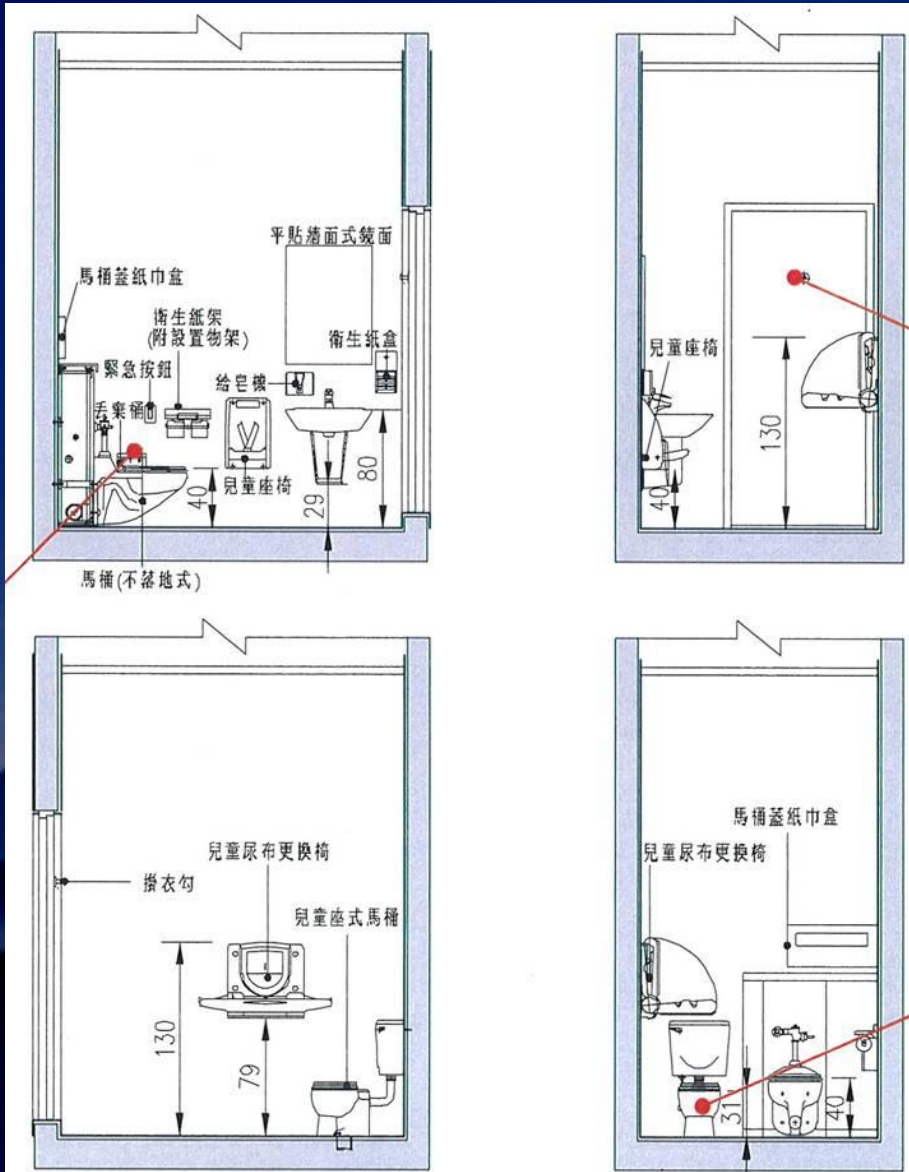 平貼牆面式鏡面
馬桶蓋紙巾盒
衛生紙架
(附設置物架)
衛生紙盒
緊急按鈕
給皂機
丟棄桶
兒童座椅
40
29
80
馬桶(不落地式)
兒童座椅
130
40
兒童尿布更換椅
掛衣勾
兒童座式馬桶
130
79
馬桶蓋紙巾盒
兒童尿布更換椅
31
40